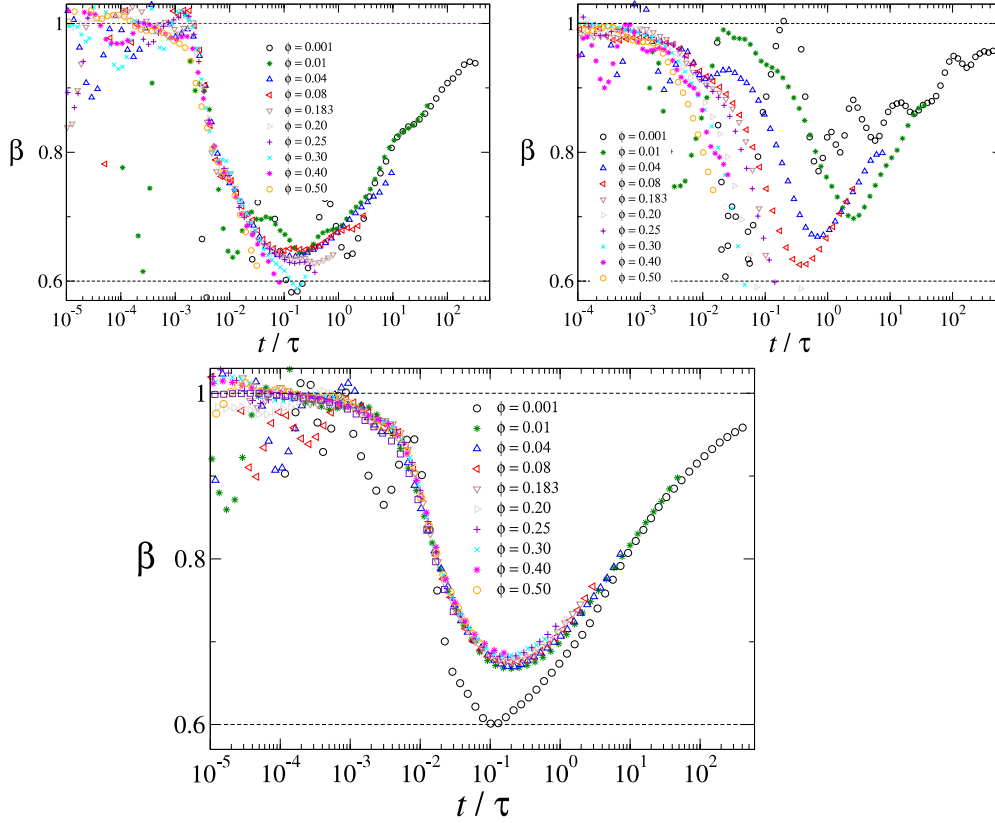 1
0.8
0.6
β
10^-5 10^-4 10^-3 10^-2 10^-1 10^0 10^1 10^2
t / τ
ϕ = 0.001
ϕ = 0.01
ϕ = 0.04
ϕ = 0.08
ϕ = 0.183
ϕ = 0.20
ϕ = 0.25
ϕ = 0.30
ϕ = 0.40
ϕ = 0.50
1
0.8
0.6
β
10^-4 10^-3 10^-2 10^-1 10^0 10^1 10^2
t / τ
ϕ = 0.001
ϕ = 0.01
ϕ = 0.04
ϕ = 0.08
ϕ = 0.183
ϕ = 0.20
ϕ = 0.25
ϕ = 0.30
ϕ = 0.40
ϕ = 0.50
1
0.8
0.6
β
10^-5 10^-4 10^-3 10^-2 10^-1 10^0 10^1 10^2
t / τ
ϕ = 0.001
ϕ = 0.01
ϕ = 0.04
ϕ = 0.08
ϕ = 0.183
ϕ = 0.20
ϕ = 0.25
ϕ = 0.30
ϕ = 0.40
ϕ = 0.50